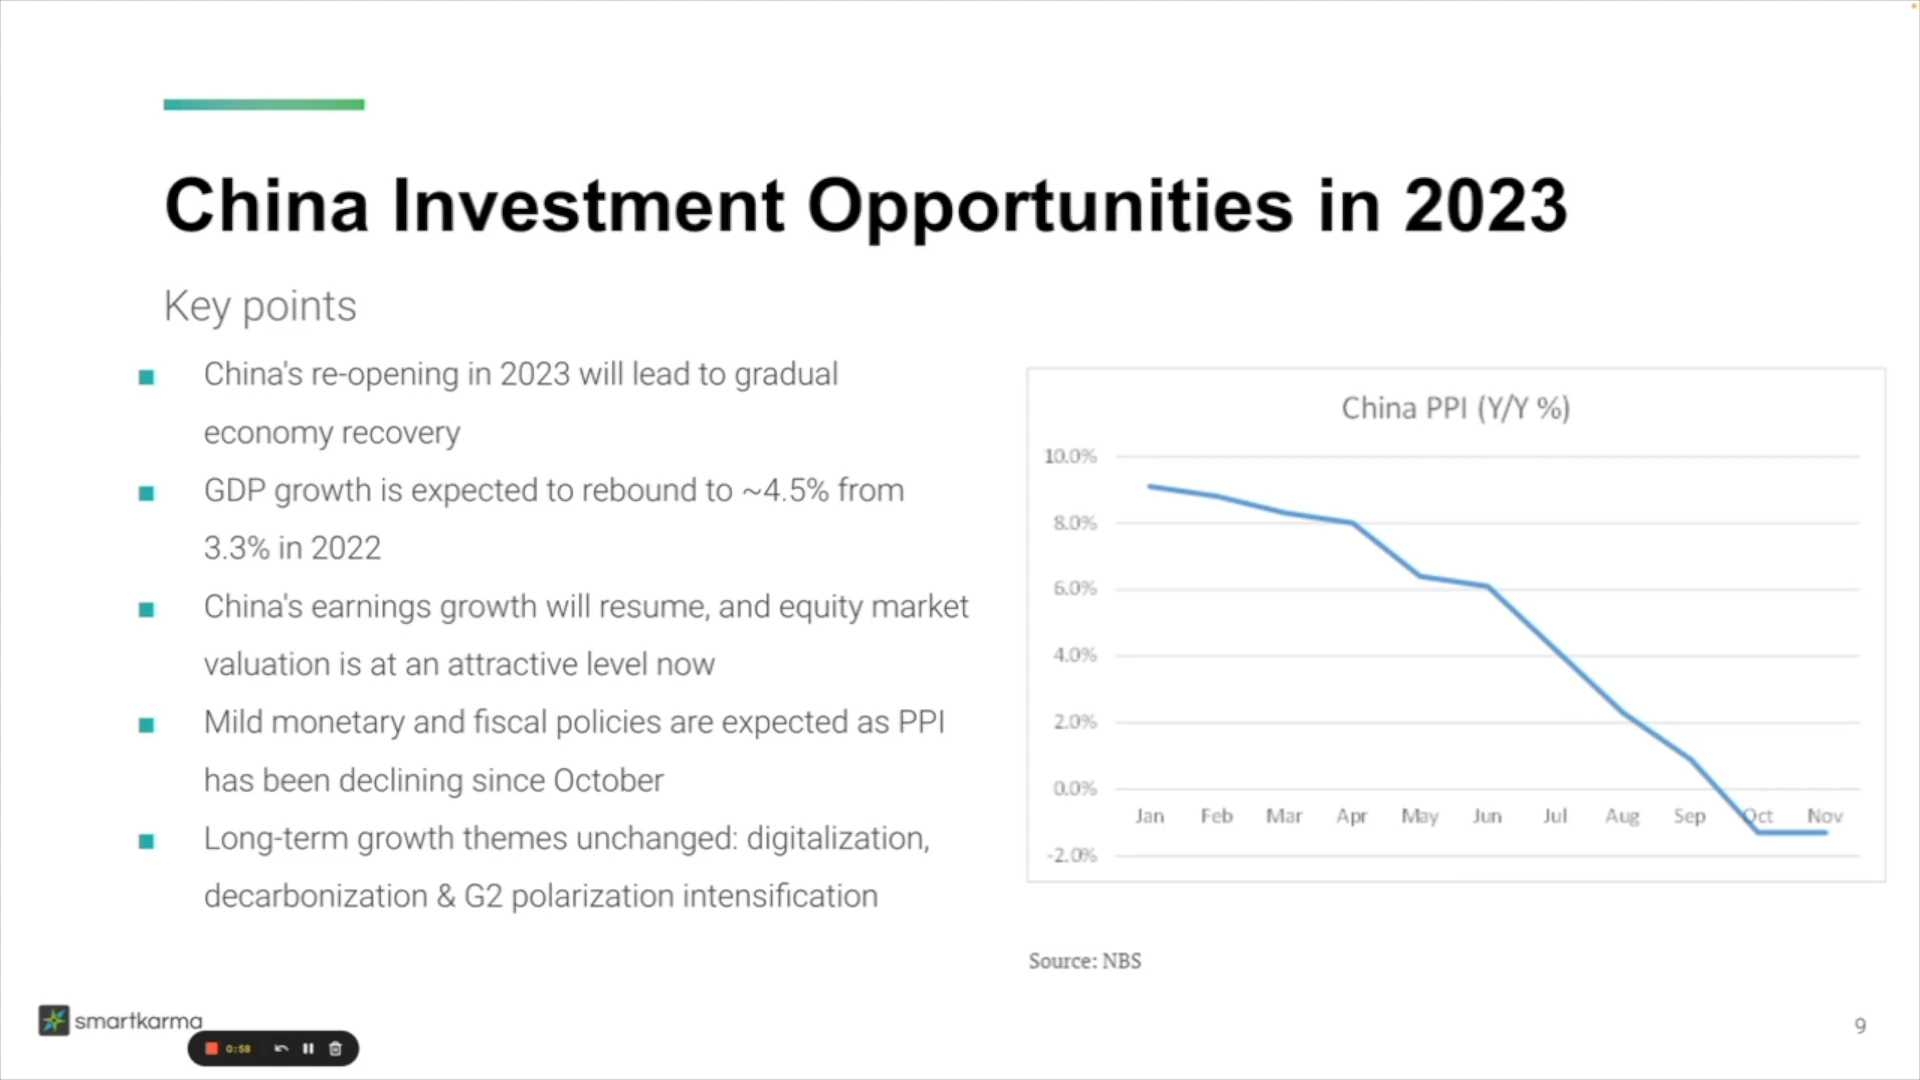 China Investment Opportunities in 2023
Key points
China's re-opening in 2023 will lead to gradual
economy recovery
GDP growth is expected to rebound to ~4.5% from
3.3% in 2022
China's earnings growth will resume, and equity market
valuation is at an attractive level now
Mild monetary and fiscal policies are expected as PPI
has been declining since October
Long-term growth themes unchanged: digitalization,
decarbonization & G2 polarization intensification
China PPI (Y/Y %)
10.0%
8.0%
6.0%
4.0%
2.0%
0.0%
Jan Feb Mar Apr May Jun Jul Aug Sep Oct Nov
-2.0%
Source: NBS
smartkarma
0:58
9